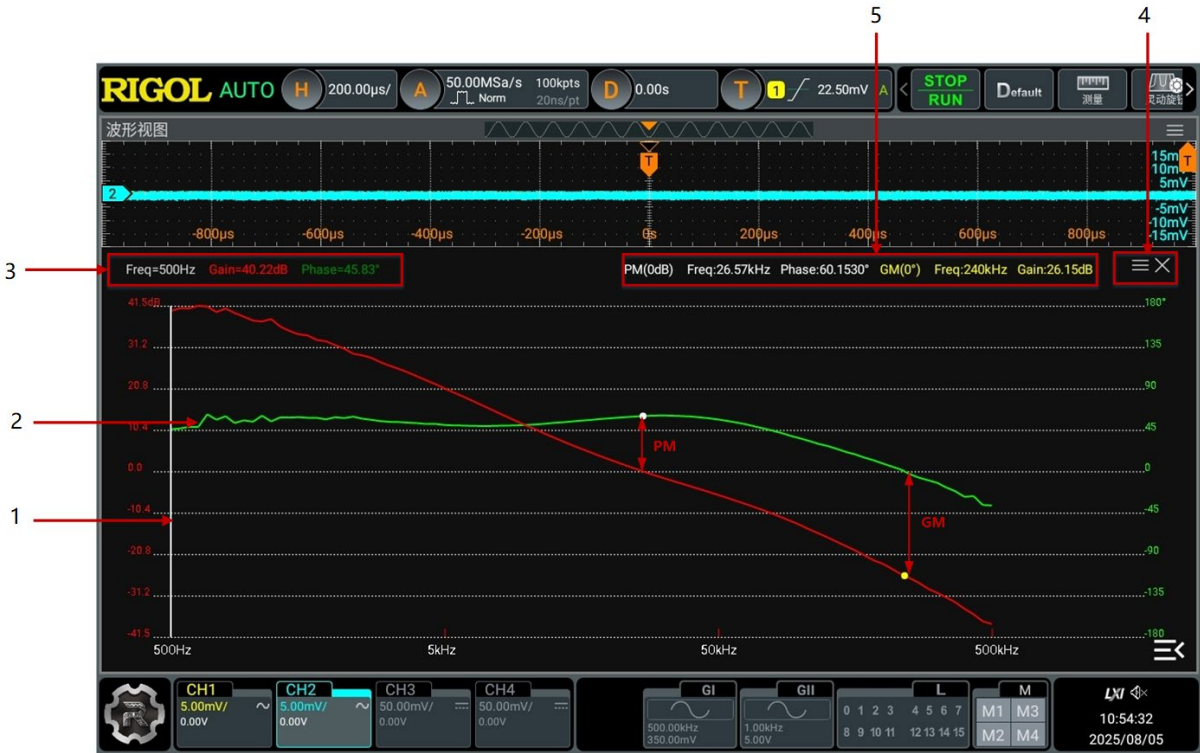 5
4
RIGOL AUTO
H 200.00μs/
A 50.00MSa/s 100kpts
Norm 20ns/pt
D 0.00s
T 1 22.50mV A
STOP
RUN
Default
测量
灵动旋钮
波形视图
T
T
2
15m
10m
5mV
-5mV
-10mV
-15mV
-800μs -600μs -400μs -200μs 0s 200μs 400μs 600μs 800μs
3
Freq=500Hz Gain=40.22dB Phase=45.83°
PM(0dB) Freq:26.57kHz Phase:60.1530° GM(0°) Freq:240kHz Gain:26.15dB
41.5dB 180°
31.2 135
20.8 90
2
10.4 45
PM
0.0 0
1
-10.4 -45
GM
-20.8 -90
-31.2 -135
-41.5 -180
500Hz 5kHz 50kHz 500kHz
CH1
5.00mV/
0.00V
CH2
5.00mV/
0.00V
CH3
50.00mV/
0.00V
CH4
50.00mV/
0.00V
GI
500.00kHz
350.00mV
GII
1.00kHz
5.00V
L
0 1 2 3 4 5 6 7
8 9 10 11 12 13 14 15
M
M1 M3
M2 M4
LXI
10:54:32
2025/08/05